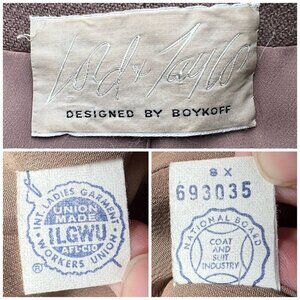 Lord & Taylor
DESIGNED BY BOYKOFF
INT. LADIES GARMENT
UNION
MADE
ILGWU
AFL-CIO
WORKERS UNION
®
S X
693035
NATIONAL BOARD
COAT
AND
SUIT
INDUSTRY